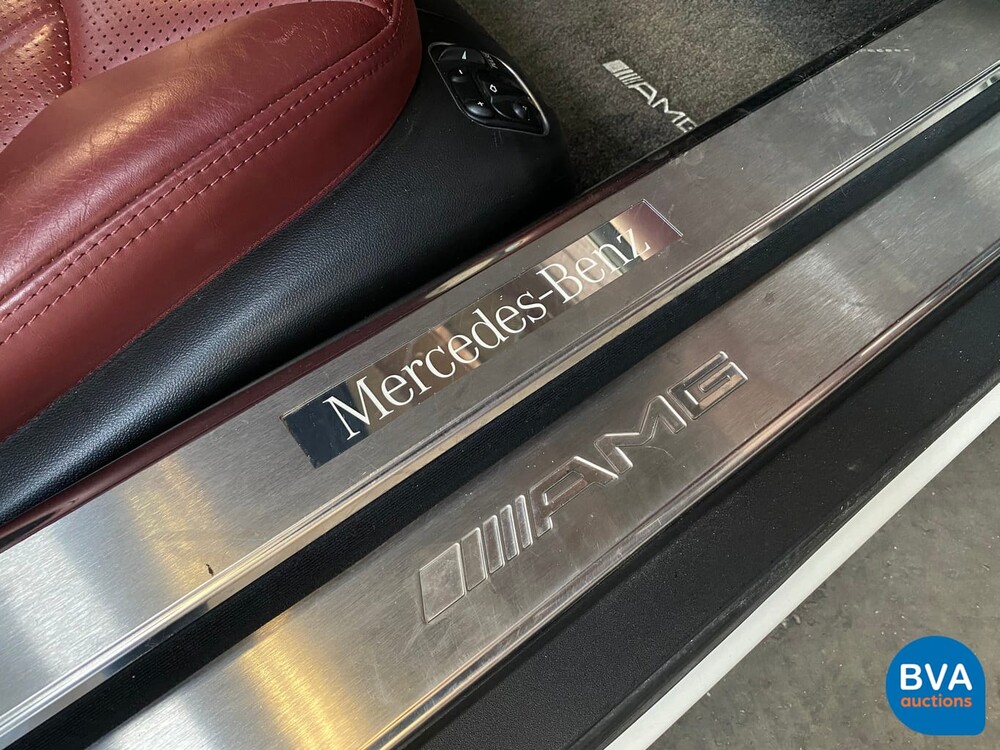 AMG
Mercedes-Benz
AMG
BVA
auctions